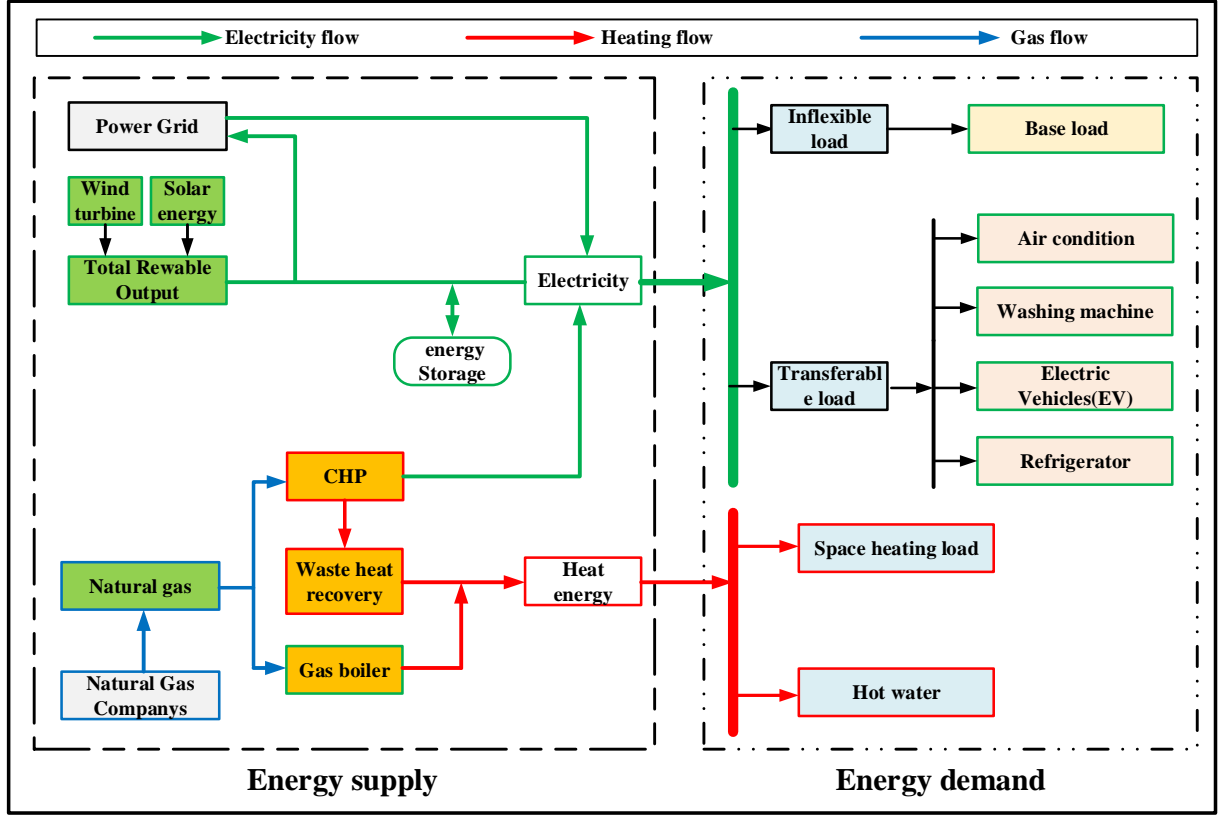 Electricity flow
Heating flow
Gas flow
Power Grid
Wind
turbine
Solar
energy
Total Rewable
Output
Electricity
energy
Storage
CHP
Waste heat
recovery
Natural gas
Heat
energy
Gas boiler
Natural Gas
Companys
Energy supply
Inflexible
load
Base load
Air condition
Washing machine
Transferabl
e load
Electric
Vehicles(EV)
Refrigerator
Space heating load
Hot water
Energy demand